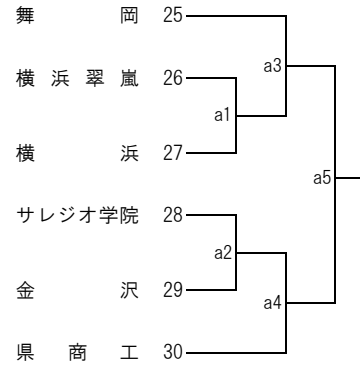 舞岡 25
a3
横浜翠嵐 26
a1
横浜 27
a5
サレジオ学院 28
a2
金沢 29
a4
県商工 30